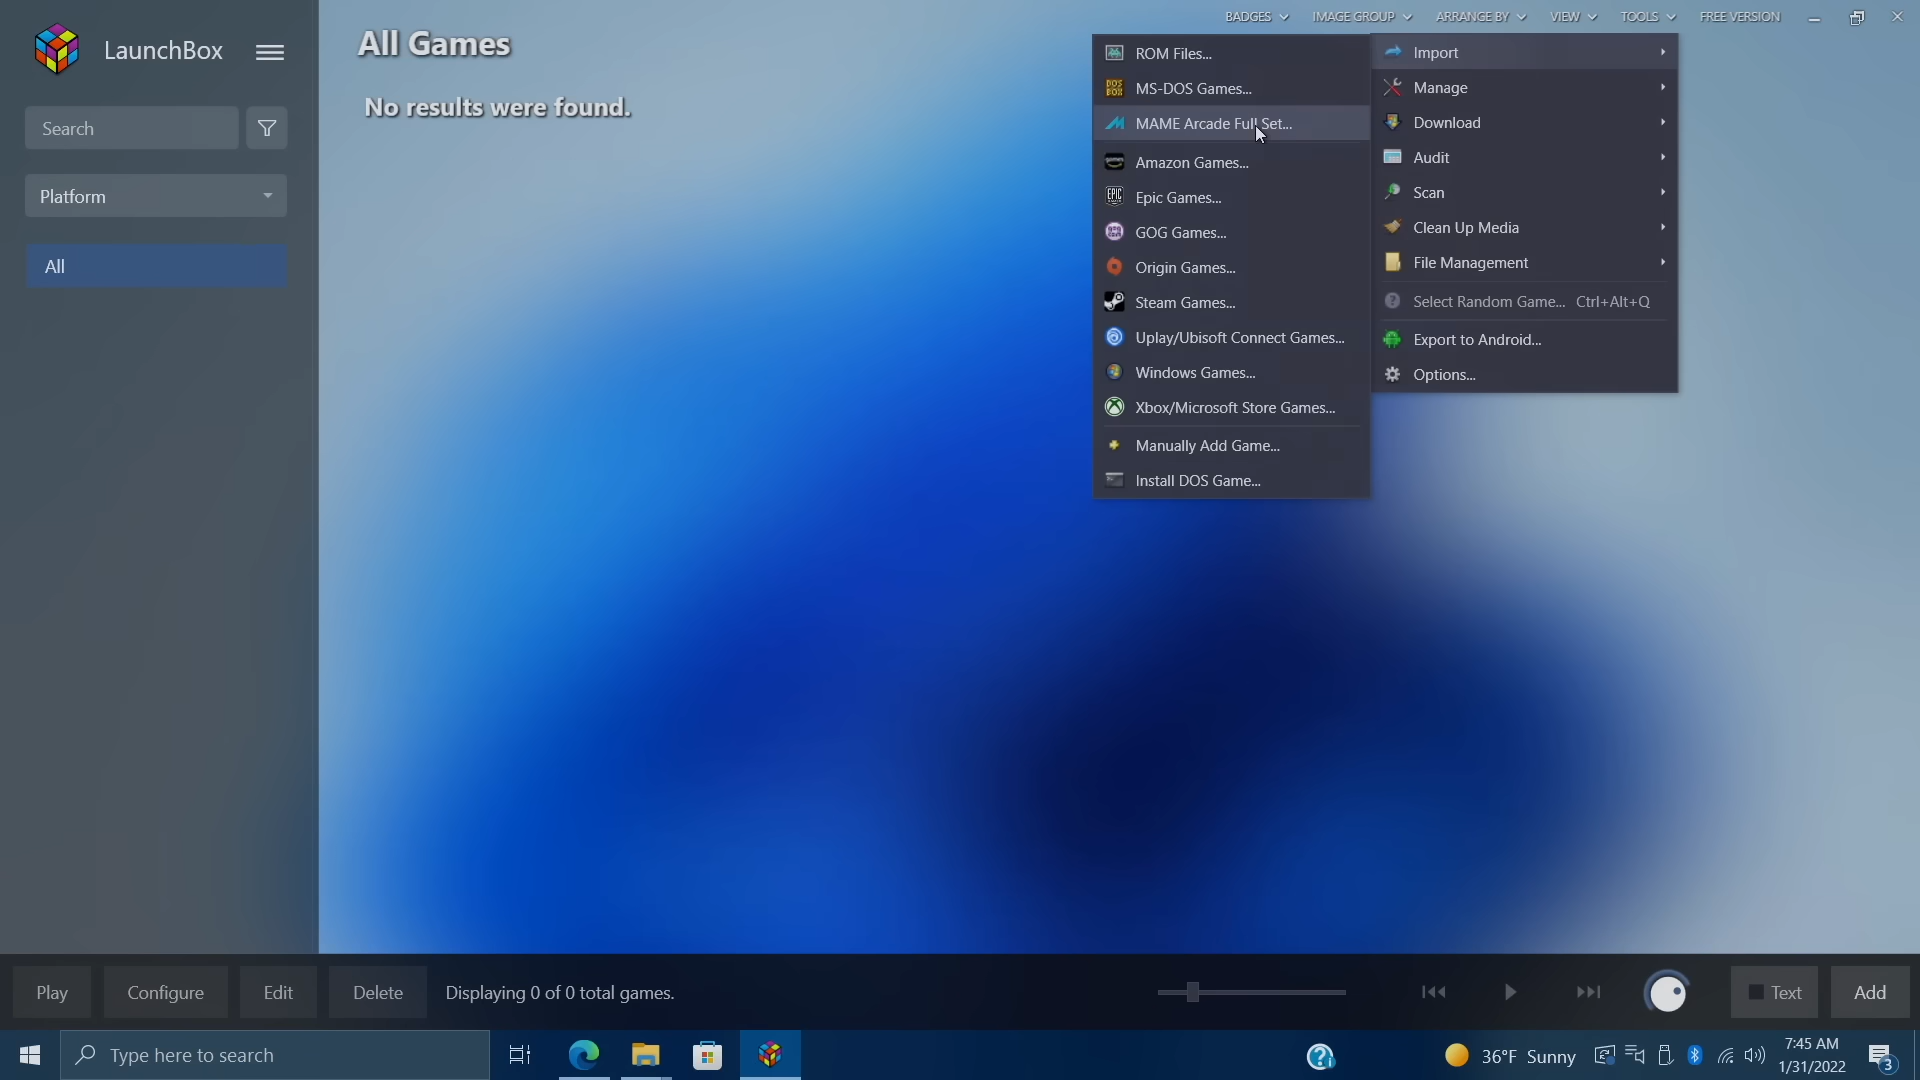 LaunchBox
Search
Platform
All
All Games
No results were found.
BADGES
IMAGE GROUP
ARRANGE BY
VIEW
TOOLS
FREE VERSION
ROM Files...
MS-DOS Games...
MAME Arcade Full Set...
Amazon Games...
Epic Games...
GOG Games...
Origin Games...
Steam Games...
Uplay/Ubisoft Connect Games...
Windows Games...
Xbox/Microsoft Store Games...
Manually Add Game...
Install DOS Game...
Import
Manage
Download
Audit
Scan
Clean Up Media
File Management
Select Random Game... Ctrl+Alt+Q
Export to Android...
Options...
Play
Configure
Edit
Delete
Displaying 0 of 0 total games.
Text
Add
Type here to search
36°F Sunny
7:45 AM
1/31/2022
3